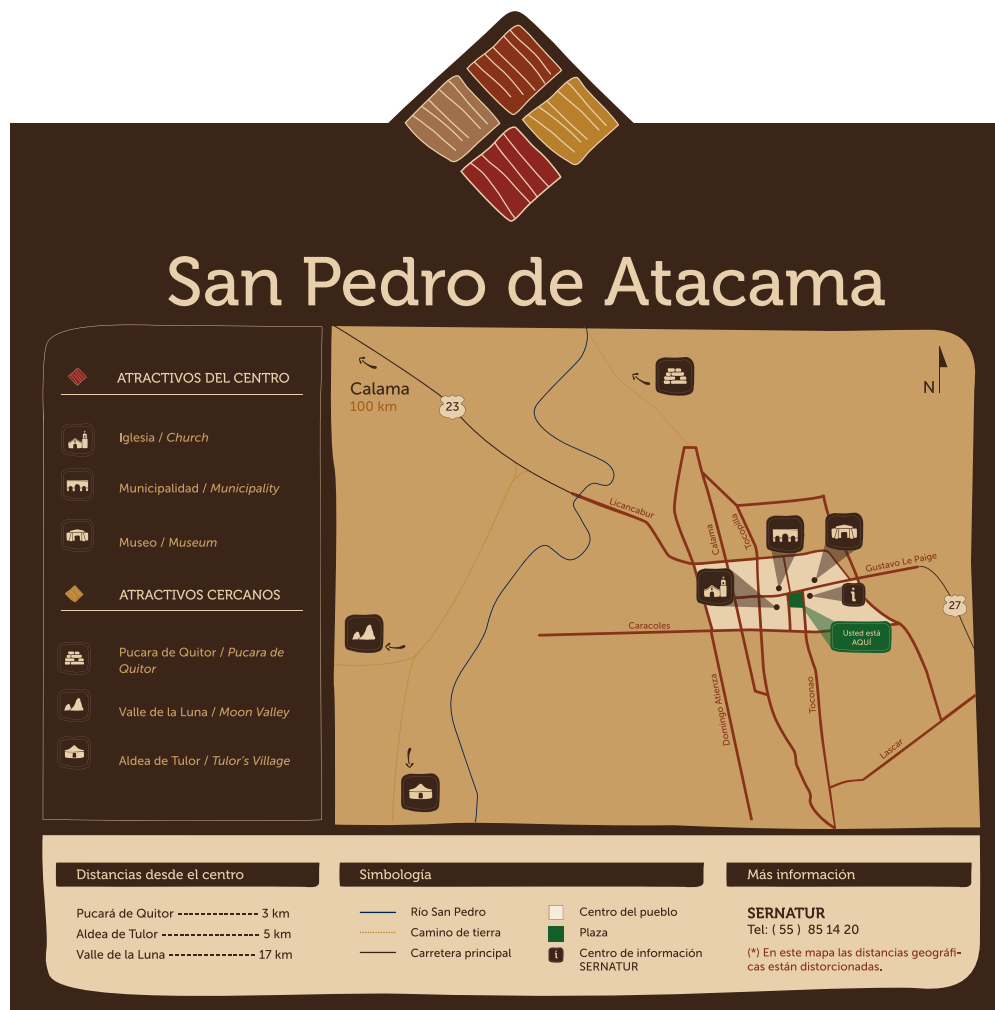 San Pedro de Atacama
ATRACTIVOS DEL CENTRO
Iglesia / Church
Municipalidad / Municipality
Museo / Museum
ATRACTIVOS CERCANOS
Pucara de Quitor / Pucara de
Quitor
Valle de la Luna / Moon Valley
Aldea de Tulor / Tulor's Village
Calama
100 km
23
N
Licancabur
Calama
Tocopilla
Gustavo Le Paige
i
27
Caracoles
Usted está
AQUÍ
Domingo Atienza
Toconao
Lascar
Distancias desde el centro
Pucará de Quitor ---------------- 3 km
Aldea de Tulor ------------------- 5 km
Valle de la Luna ----------------- 17 km
Simbología
Río San Pedro
Camino de tierra
Carretera principal
Centro del pueblo
Plaza
i
Centro de información
SERNATUR
Más información
SERNATUR
Tel: ( 55 ) 85 14 20
(*) En este mapa las distancias geográfi-
cas están distorcionadas.